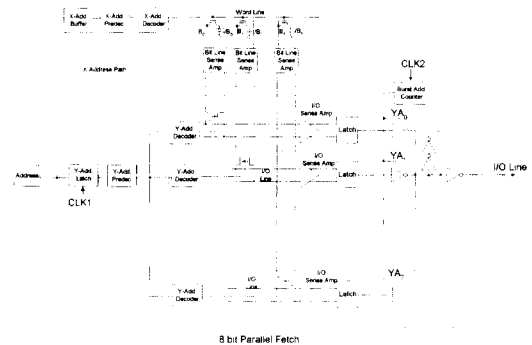 X-Add Buffer
X-Add Predec
X-Add Decoder
Word Line
X Address Path
Bit Line Sense Amp
Bit Line Sense Amp
Bit Line Sense Amp
CLK2
Burst Add Counter
Y-Add Decoder
I/O Sense Amp
Latch
YA0
Address
Y-Add Latch
Y-Add Predec
Y-Add Decoder
I/O Line
I/O Sense Amp
Latch
YA
I/O Line
CLK1
Y-Add Decoder
I/O Line
I/O Sense Amp
Latch
YA
8 bit Parallel Fetch